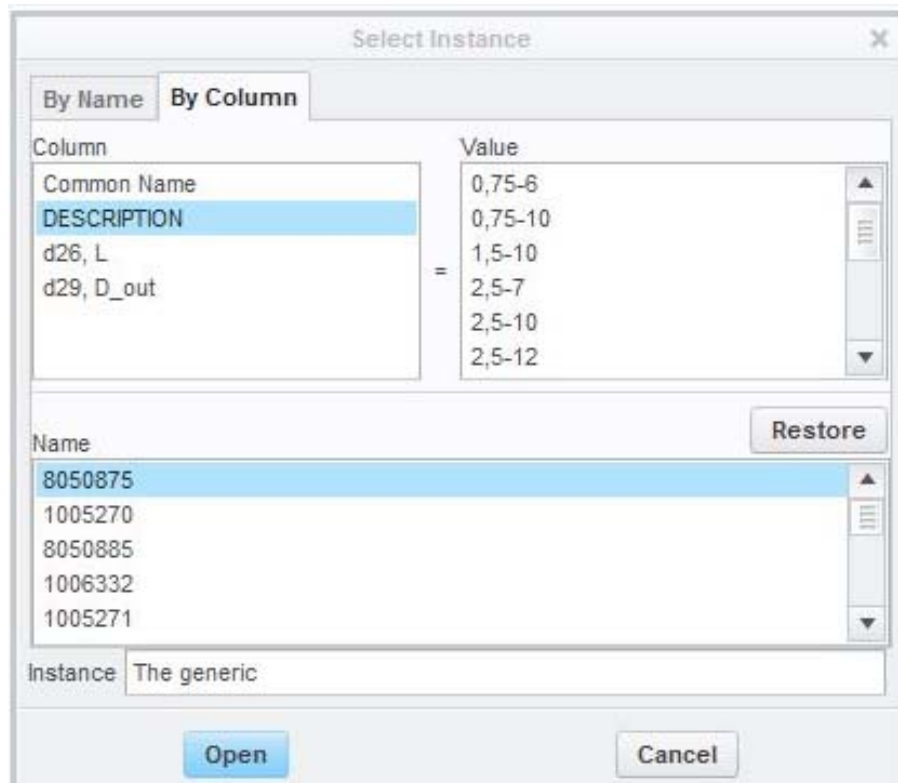 Select Instance
By Name
By Column
Column
Common Name
DESCRIPTION
d26, L
d29, D_out
=
Value
0,75-6
0,75-10
1,5-10
2,5-7
2,5-10
2,5-12
Restore
Name
8050875
1005270
8050885
1006332
1005271
Instance The generic
Open
Cancel